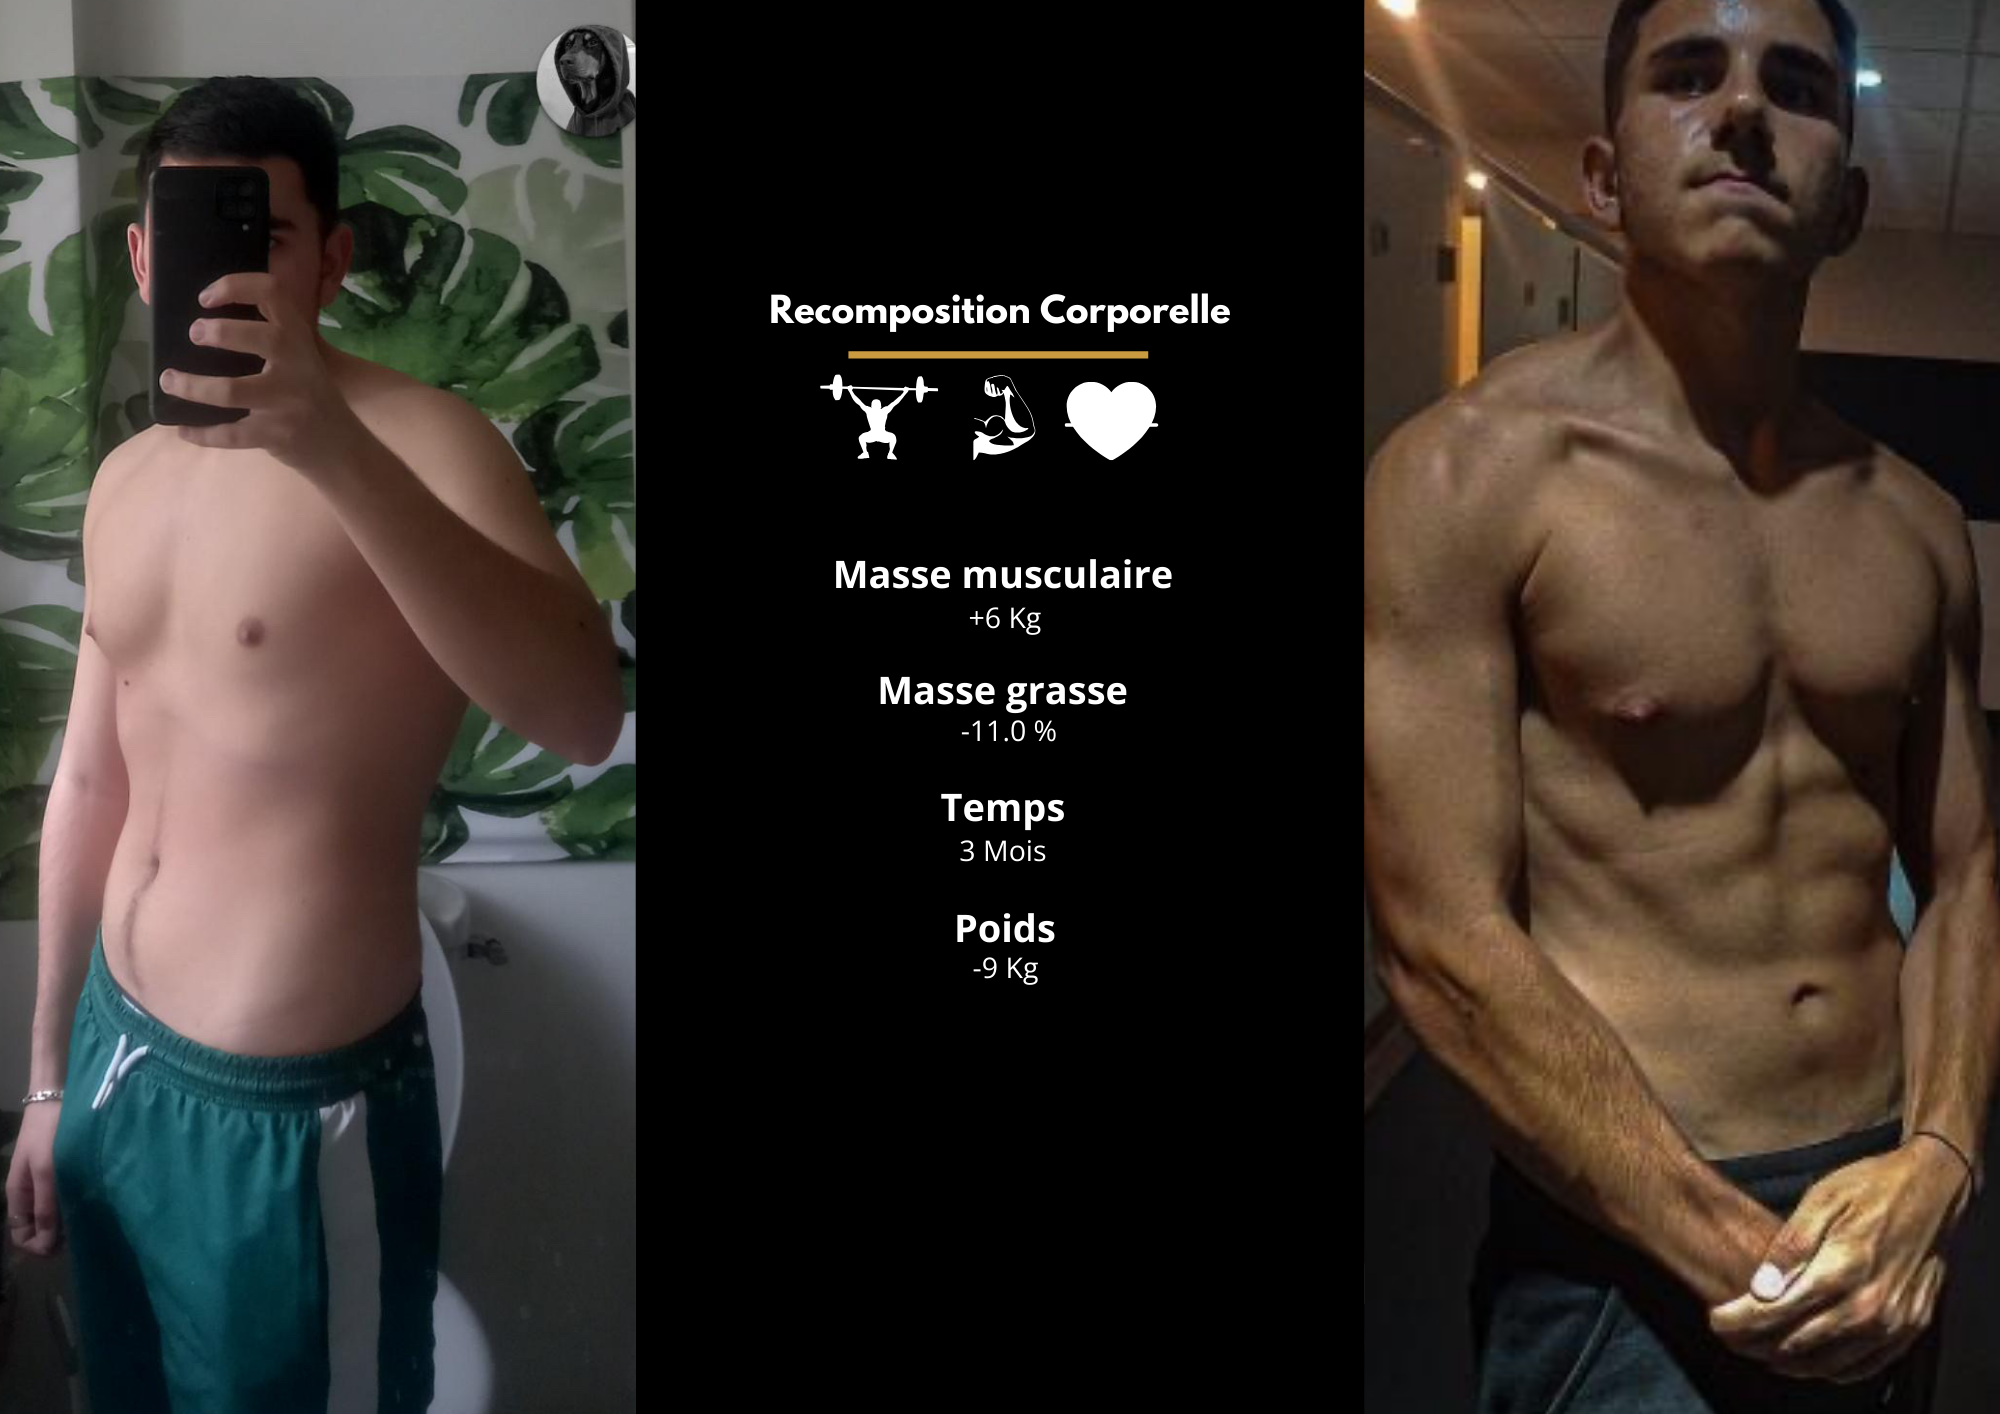 Recomposition Corporelle
Masse musculaire
+6 Kg
Masse grasse
-11.0 %
Temps
3 Mois
Poids
-9 Kg